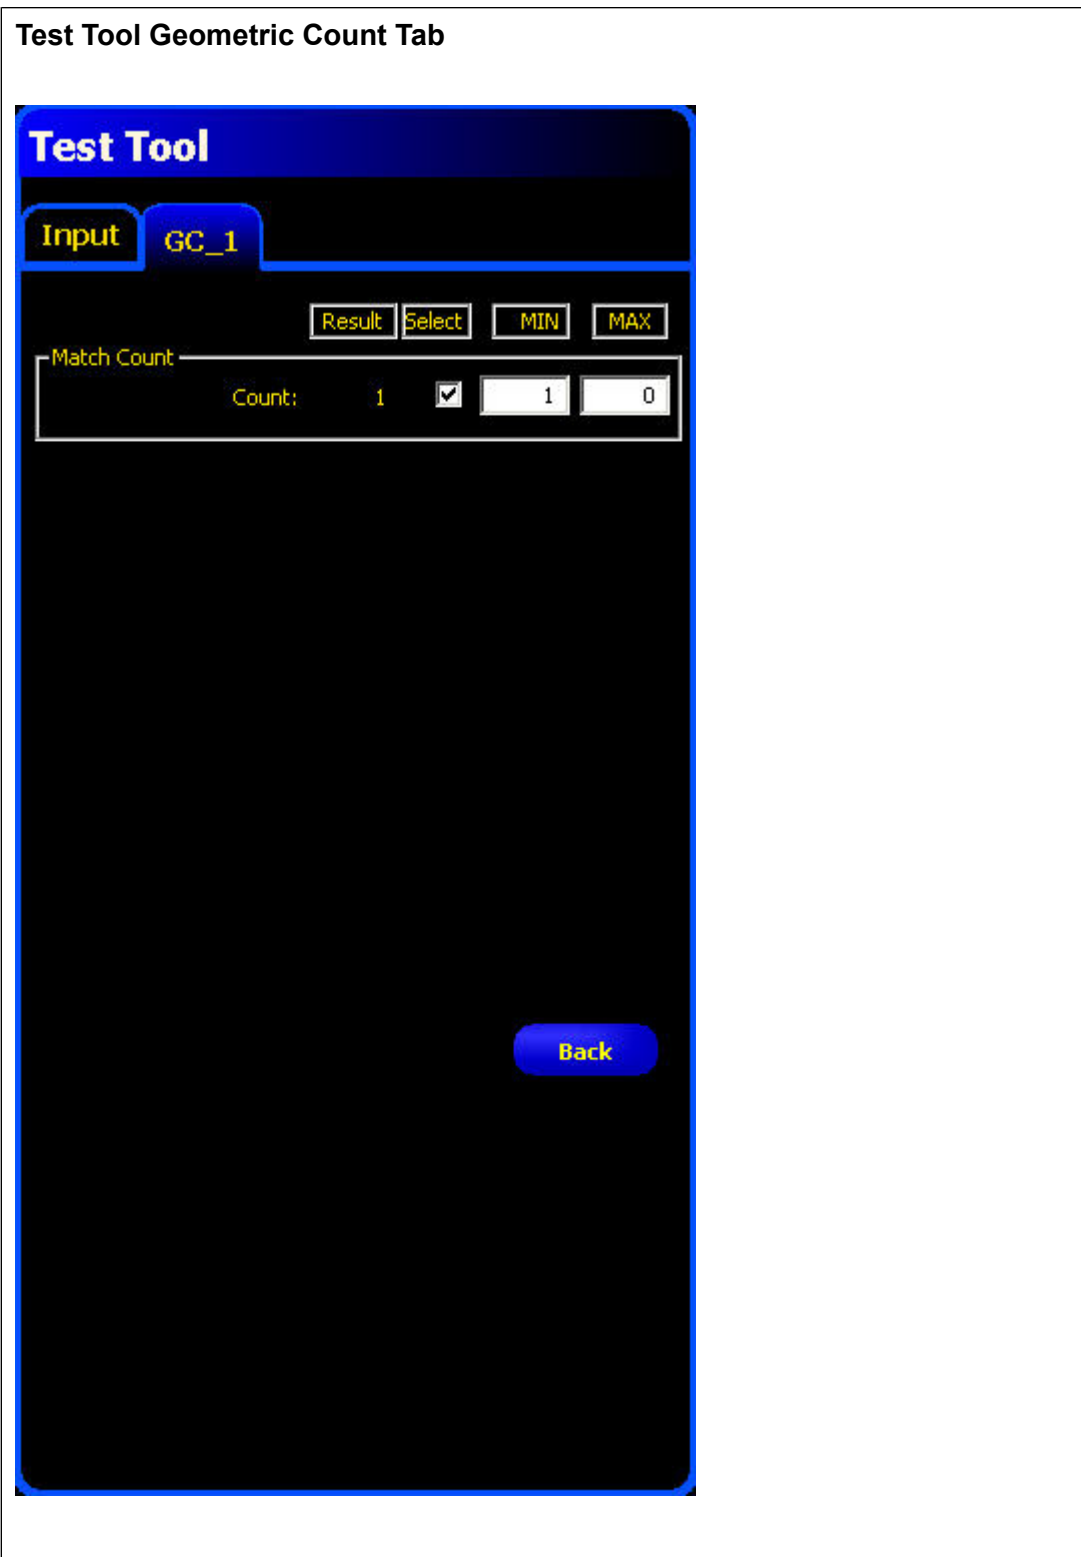 Test Tool Geometric Count Tab
Test Tool
Input GC_1
Result Select MIN MAX
Match Count
Count: 1 1 0
Back